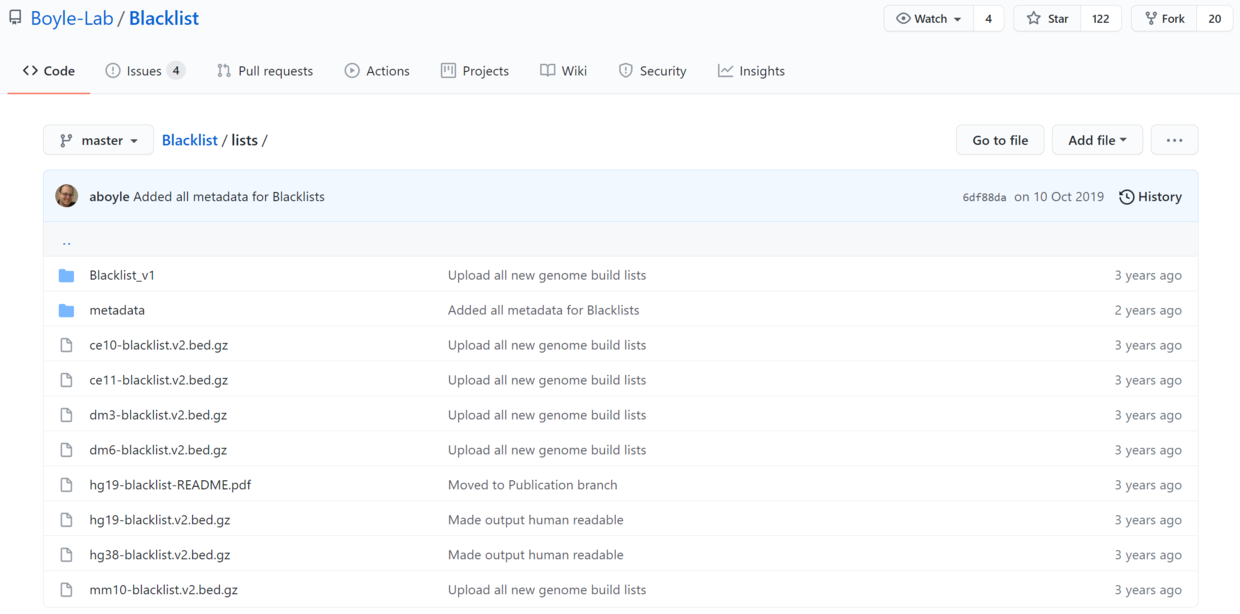 Boyle-Lab / Blacklist Watch 4 Star 122 Fork 20
Code Issues 4 Pull requests Actions Projects Wiki Security Insights
master Blacklist / lists / Go to file Add file ...
aboyle Added all metadata for Blacklists 6df88da on 10 Oct 2019 History
..
Blacklist_v1 Upload all new genome build lists 3 years ago
metadata Added all metadata for Blacklists 2 years ago
ce10-blacklist.v2.bed.gz Upload all new genome build lists 3 years ago
ce11-blacklist.v2.bed.gz Upload all new genome build lists 3 years ago
dm3-blacklist.v2.bed.gz Upload all new genome build lists 3 years ago
dm6-blacklist.v2.bed.gz Upload all new genome build lists 3 years ago
hg19-blacklist-README.pdf Moved to Publication branch 3 years ago
hg19-blacklist.v2.bed.gz Made output human readable 3 years ago
hg38-blacklist.v2.bed.gz Made output human readable 3 years ago
mm10-blacklist.v2.bed.gz Upload all new genome build lists 3 years ago